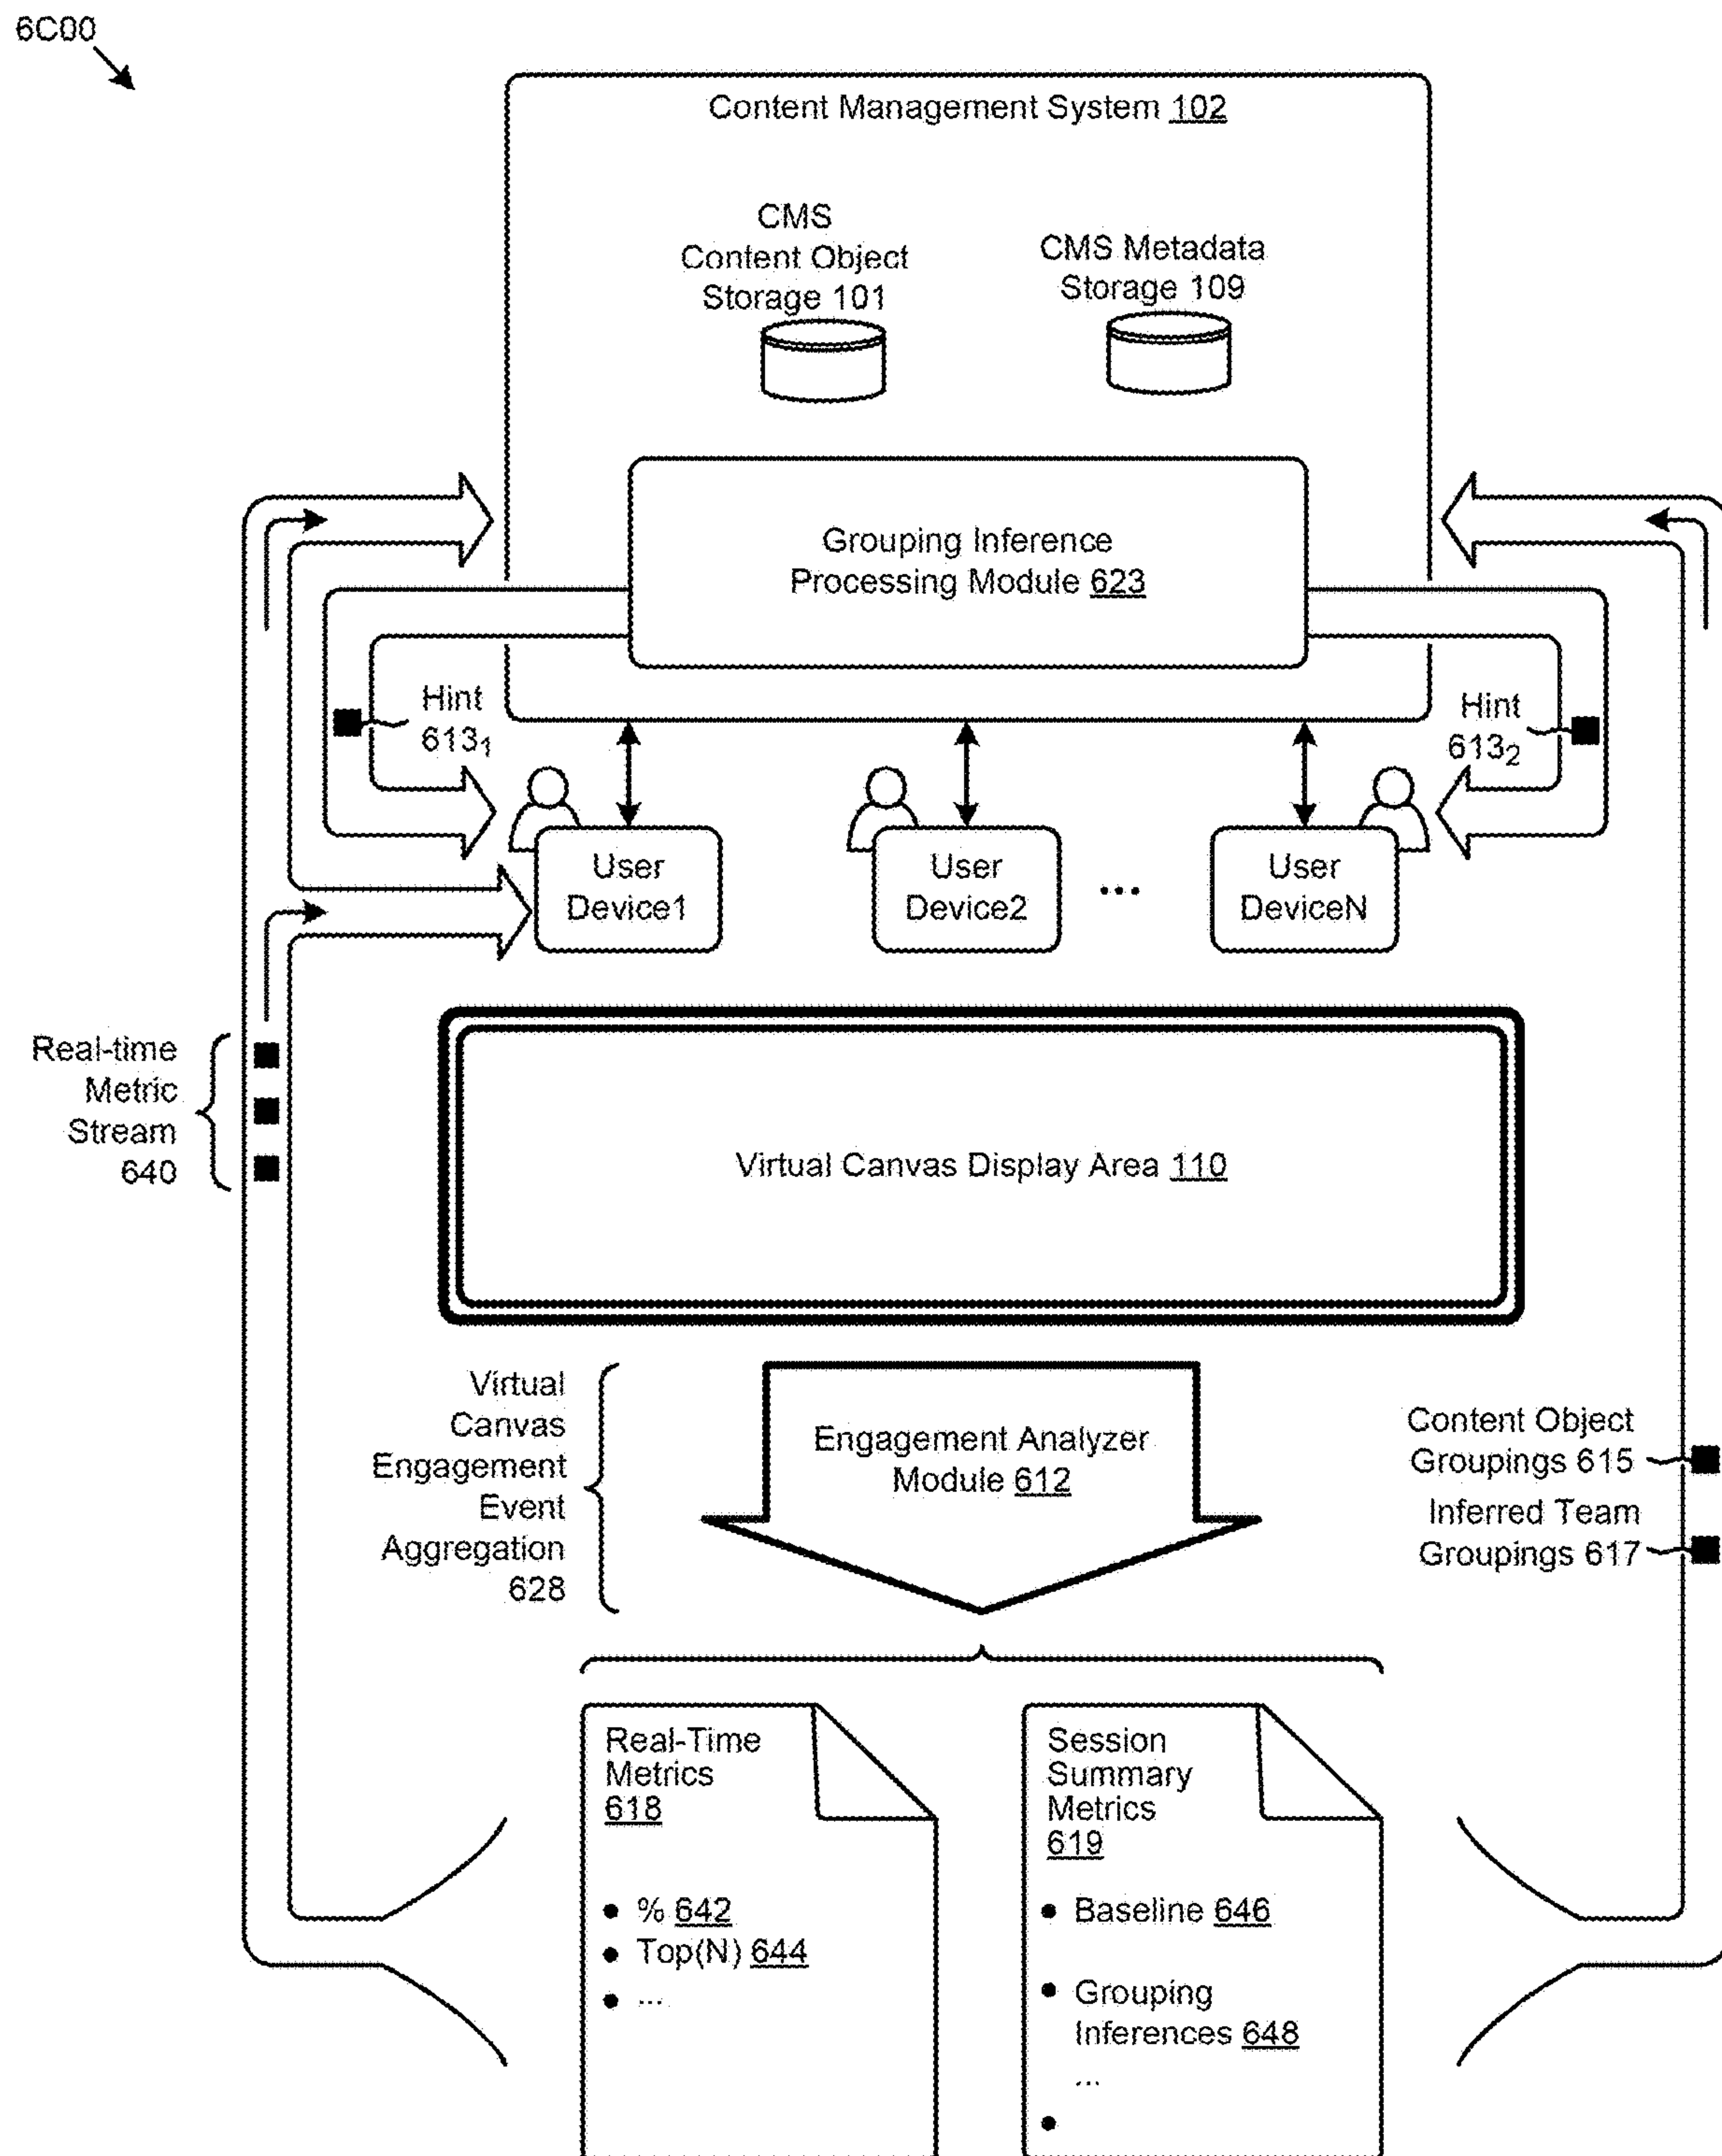 6C00
Content Management System 102
CMS
Content Object
Storage 101
CMS Metadata
Storage 109
Grouping Inference
Processing Module 623
Hint
613₁
Hint
613₂
User
Device1
User
Device2
...
User
DeviceN
Real-time
Metric
Stream
640
Virtual Canvas Display Area 110
Virtual
Canvas
Engagement
Event
Aggregation
628
Engagement Analyzer
Module 612
Content Object
Groupings 615
Inferred Team
Groupings 617
Real-Time
Metrics
618
• % 642
• Top(N) 644
• ...
Session
Summary
Metrics
619
• Baseline 646
• Grouping
Inferences 648
...
•